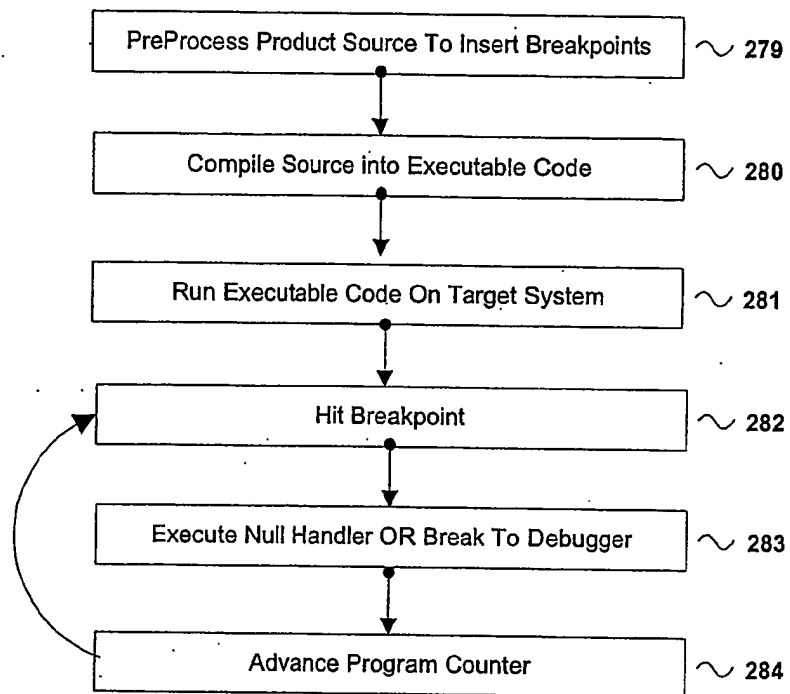 PreProcess Product Source To Insert Breakpoints 279
Compile Source into Executable Code 280
Run Executable Code On Target System 281
Hit Breakpoint 282
Execute Null Handler OR Break To Debugger 283
Advance Program Counter 284